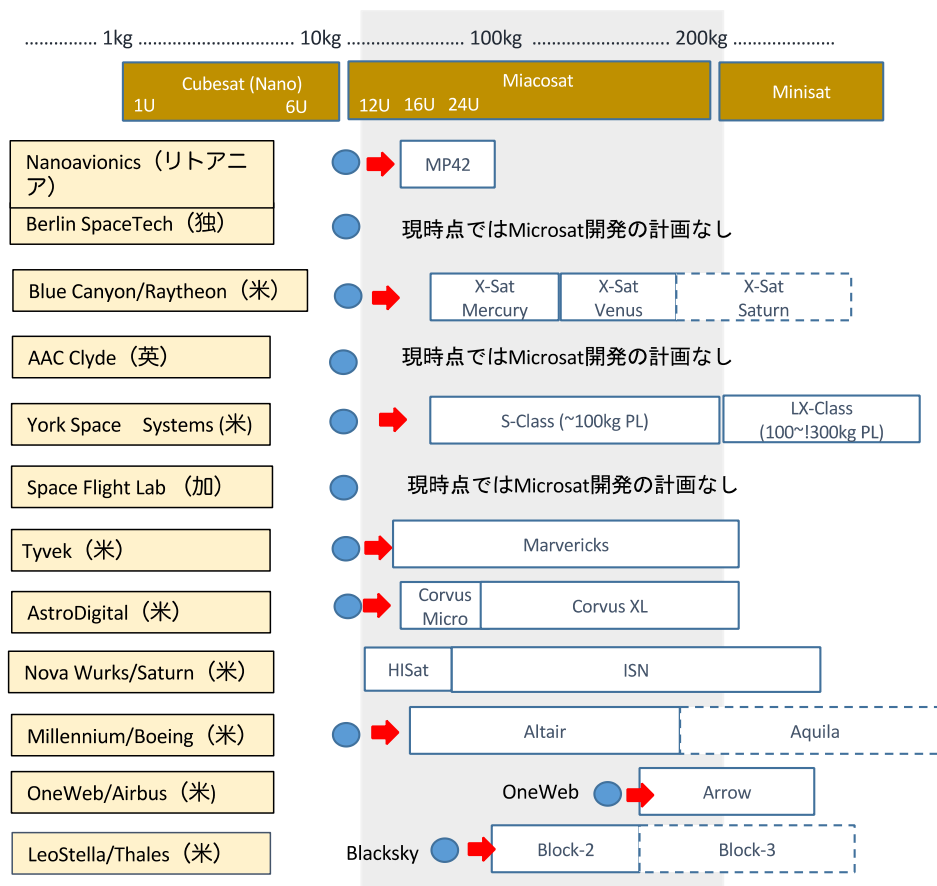 1kg 10kg 100kg 200kg
Cubesat (Nano)
1U 6U
Miacosat
12U 16U 24U
Minisat
Nanoavionics（リトアニ
ア）
MP42
Berlin SpaceTech（独）
現時点ではMicrosat開発の計画なし
Blue Canyon/Raytheon（米）
X-Sat
Mercury
X-Sat
Venus
X-Sat
Saturn
AAC Clyde（英）
現時点ではMicrosat開発の計画なし
York Space　Systems (米)
S-Class (~100kg PL)
LX-Class
(100~!300kg PL)
Space Flight Lab （加）
現時点ではMicrosat開発の計画なし
Tyvek（米）
Marvericks
AstroDigital（米）
Corvus
Micro
Corvus XL
Nova Wurks/Saturn（米）
HISat
ISN
Millennium/Boeing（米）
Altair
Aquila
OneWeb/Airbus（米)
OneWeb
Arrow
LeoStella/Thales（米）
Blacksky
Block-2
Block-3